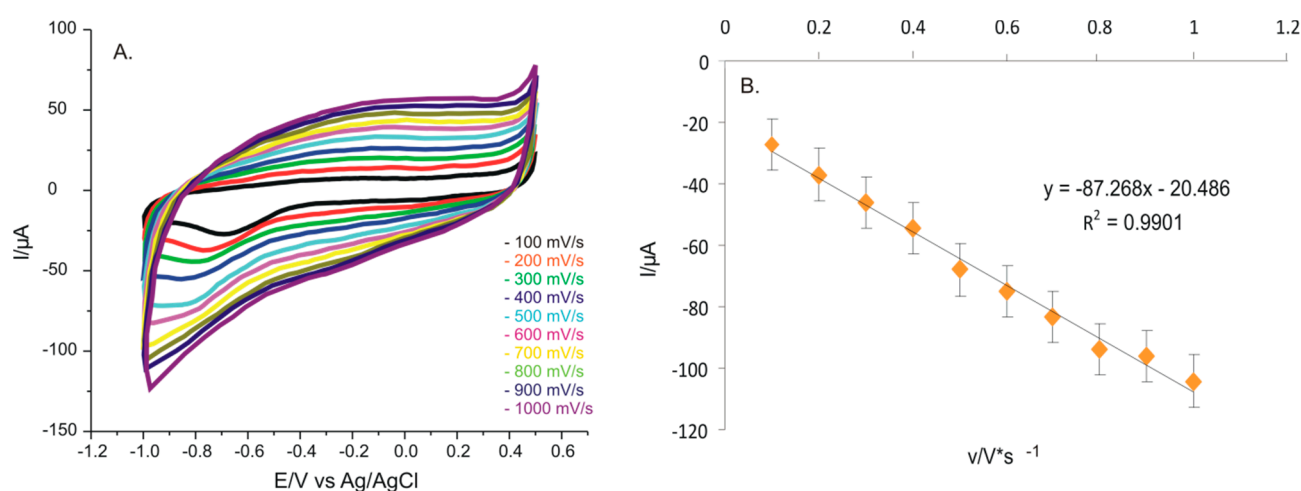 A.
100
50
0
-50
-100
-150
I/µA
-1.2 -1.0 -0.8 -0.6 -0.4 -0.2 0.0 0.2 0.4 0.6
E/V vs Ag/AgCl
- 100 mV/s
- 200 mV/s
- 300 mV/s
- 400 mV/s
- 500 mV/s
- 600 mV/s
- 700 mV/s
- 800 mV/s
- 900 mV/s
- 1000 mV/s
0 0.2 0.4 0.6 0.8 1 1.2
B.
0
-20
-40
-60
-80
-100
-120
I/µA
y = -87.268x - 20.486
R² = 0.9901
v/V*s ⁻¹